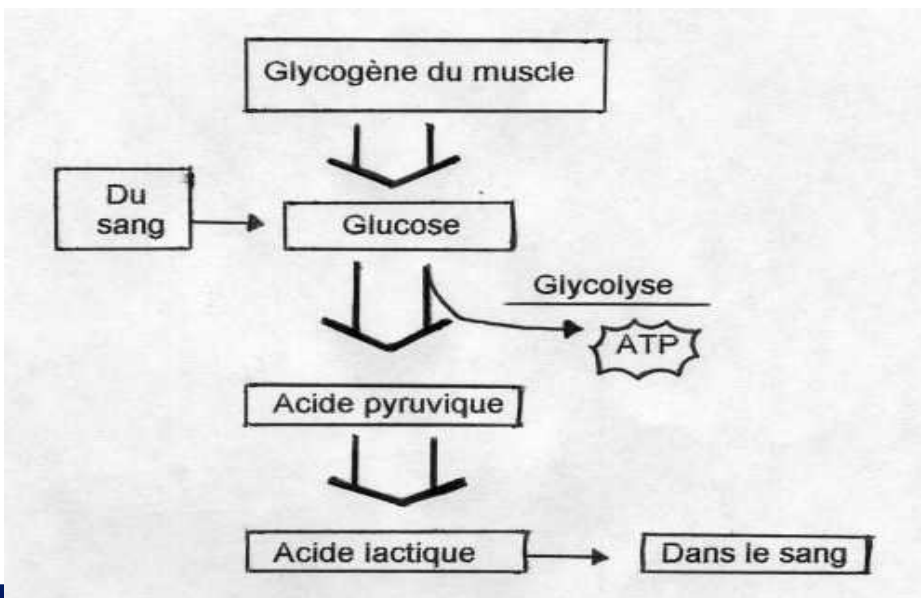 Glycogène du muscle
Du
sang
Glucose
Glycolyse
ATP
Acide pyruvique
Acide lactique
Dans le sang